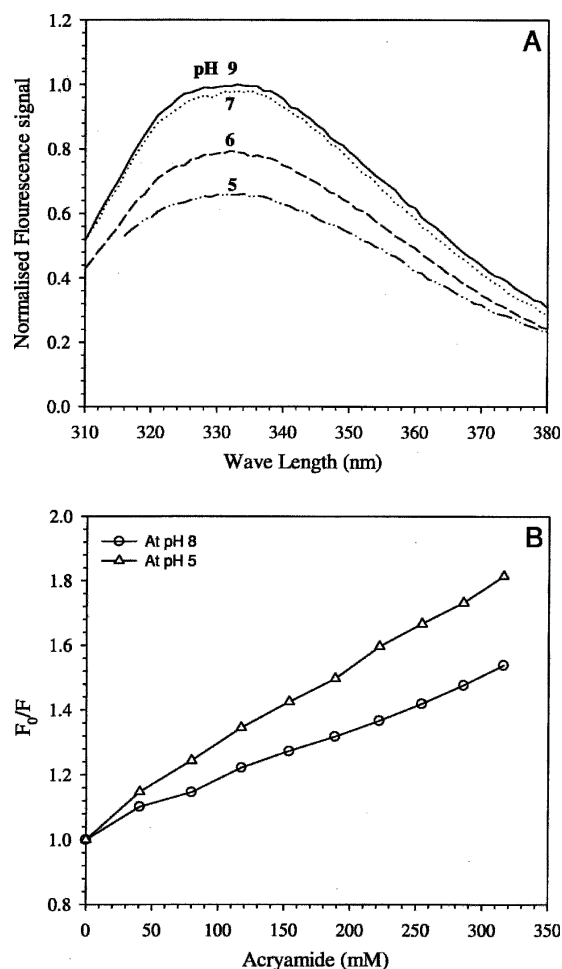 A
pH 9
7
6
5
Normalised Flourescence signal
1.2
1.0
0.8
0.6
0.4
0.2
0.0
310 320 330 340 350 360 370 380
Wave Length (nm)
B
At pH 8
At pH 5
F0/F
2.0
1.8
1.6
1.4
1.2
1.0
0.8
0 50 100 150 200 250 300 350
Acryamide (mM)